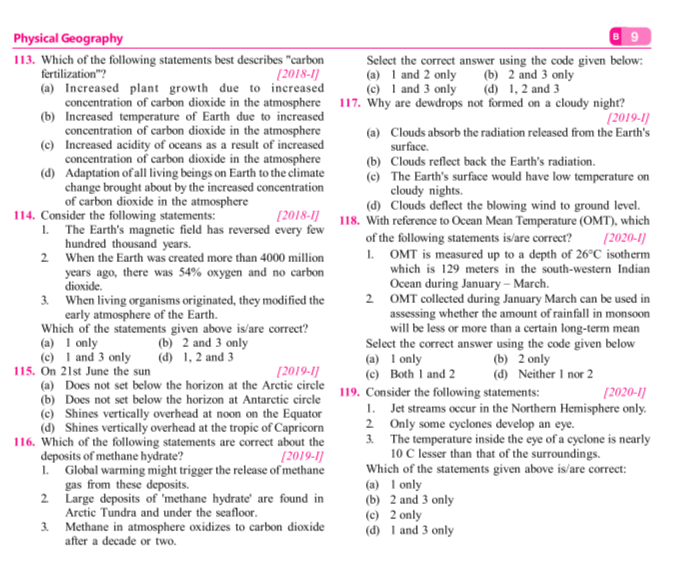 Physical Geography
B 9
113. Which of the following statements best describes "carbon
fertilization"? [2018-I]
(a) Increased plant growth due to increased
concentration of carbon dioxide in the atmosphere
(b) Increased temperature of Earth due to increased
concentration of carbon dioxide in the atmosphere
(c) Increased acidity of oceans as a result of increased
concentration of carbon dioxide in the atmosphere
(d) Adaptation of all living beings on Earth to the climate
change brought about by the increased concentration
of carbon dioxide in the atmosphere
114. Consider the following statements: [2018-I]
1. The Earth's magnetic field has reversed every few
hundred thousand years.
2. When the Earth was created more than 4000 million
years ago, there was 54% oxygen and no carbon
dioxide.
3. When living organisms originated, they modified the
early atmosphere of the Earth.
Which of the statements given above is/are correct?
(a) 1 only (b) 2 and 3 only
(c) 1 and 3 only (d) 1, 2 and 3
115. On 21st June the sun [2019-I]
(a) Does not set below the horizon at the Arctic circle
(b) Does not set below the horizon at Antarctic circle
(c) Shines vertically overhead at noon on the Equator
(d) Shines vertically overhead at the tropic of Capricorn
116. Which of the following statements are correct about the
deposits of methane hydrate? [2019-I]
1. Global warming might trigger the release of methane
gas from these deposits.
2. Large deposits of 'methane hydrate' are found in
Arctic Tundra and under the seafloor.
3. Methane in atmosphere oxidizes to carbon dioxide
after a decade or two.
Select the correct answer using the code given below:
(a) 1 and 2 only (b) 2 and 3 only
(c) 1 and 3 only (d) 1, 2 and 3
117. Why are dewdrops not formed on a cloudy night?
[2019-I]
(a) Clouds absorb the radiation released from the Earth's
surface.
(b) Clouds reflect back the Earth's radiation.
(c) The Earth's surface would have low temperature on
cloudy nights.
(d) Clouds deflect the blowing wind to ground level.
118. With reference to Ocean Mean Temperature (OMT), which
of the following statements is/are correct? [2020-I]
1. OMT is measured up to a depth of 26°C isotherm
which is 129 meters in the south-western Indian
Ocean during January – March.
2 OMT collected during January March can be used in
assessing whether the amount of rainfall in monsoon
will be less or more than a certain long-term mean
Select the correct answer using the code given below
(a) 1 only (b) 2 only
(c) Both 1 and 2 (d) Neither 1 nor 2
119. Consider the following statements: [2020-I]
1. Jet streams occur in the Northern Hemisphere only.
2 Only some cyclones develop an eye.
3. The temperature inside the eye of a cyclone is nearly
10 C lesser than that of the surroundings.
Which of the statements given above is/are correct:
(a) 1 only
(b) 2 and 3 only
(c) 2 only
(d) 1 and 3 only